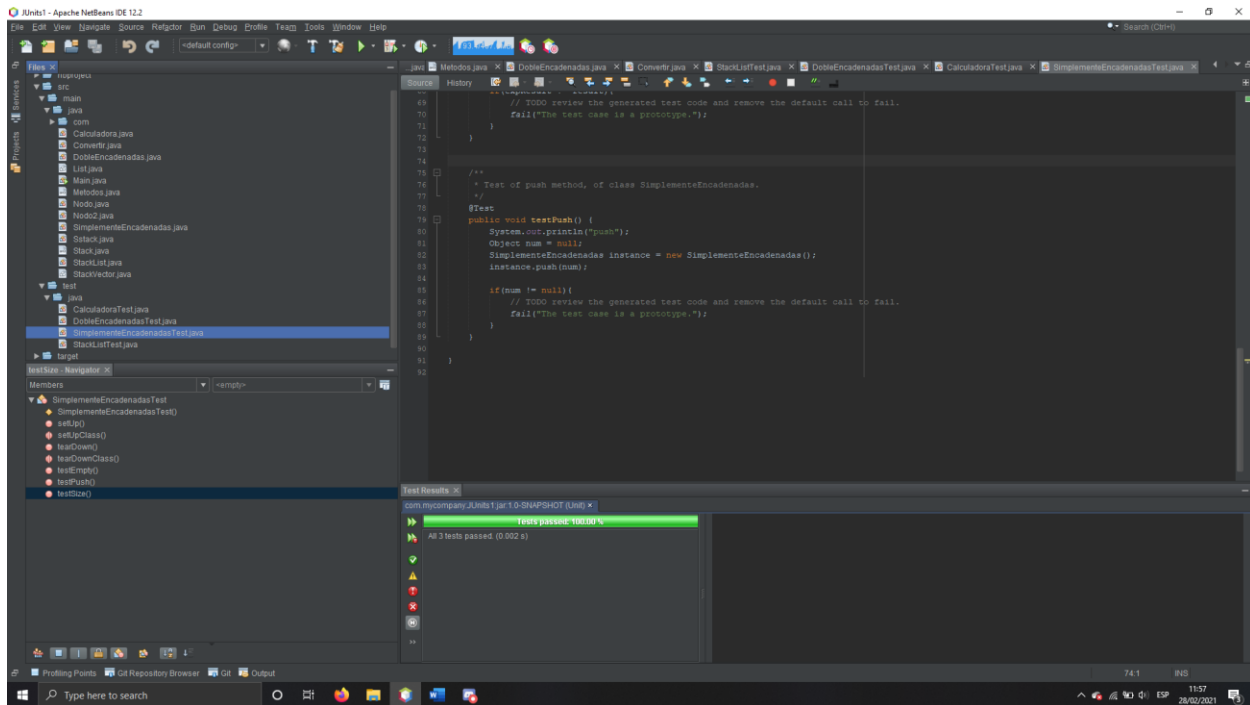 JUnits1 - Apache NetBeans IDE 12.2
File Edit View Navigate Source Refactor Run Debug Profile Team Tools Window Help
Search (Ctrl+I)
<default config>
Files
Services
Projects
src
main
java
com
Calculadora.java
Convertir.java
DobleEncadenadas.java
List.java
Main.java
Metodos.java
Nodo.java
Nodo2.java
SimplementeEncadenadas.java
Sstack.java
Stack.java
StackList.java
StackVector.java
test
java
CalculadoraTest.java
DobleEncadenadasTest.java
SimplementeEncadenadasTest.java
StackListTest.java
target
testSize - Navigator
Members
<empty>
SimplementeEncadenadasTest
SimplementeEncadenadasTest()
setUp()
setUpClass()
tearDown()
tearDownClass()
testEmpty()
testPush()
testSize()
...java Metodos.java DobleEncadenadas.java Convertir.java StackListTest.java DobleEncadenadasTest.java CalculadoraTest.java SimplementeEncadenadasTest.java
Source History
69 // TODO review the generated test code and remove the default call to fail.
70 fail("The test case is a prototype.");
71 }
72 }
73
74
75 /**
76 * Test of push method, of class SimplementeEncadenadas.
77 */
78 @Test
79 public void testPush() {
80 System.out.println("push");
81 Object num = null;
82 SimplementeEncadenadas instance = new SimplementeEncadenadas();
83 instance.push(num);
84
85 if(num != null){
86 // TODO review the generated test code and remove the default call to fail.
87 fail("The test case is a prototype.");
88 }
89 }
90
91 }
92
Test Results
com.mycompany:JUnits1:jar:1.0-SNAPSHOT (Unit)
Tests passed: 100.00 %
All 3 tests passed. (0.002 s)
Profiling Points Git Repository Browser Git Output
74:1 INS
Type here to search
ESP
11:57
28/02/2021